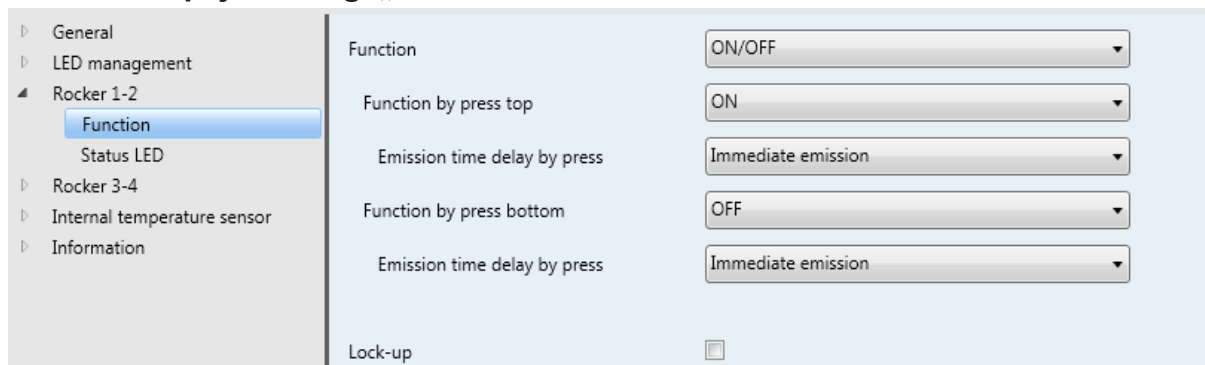 General
LED management
Rocker 1-2
Function
Status LED
Rocker 3-4
Internal temperature sensor
Information
Function
ON/OFF
Function by press top
ON
Emission time delay by press
Immediate emission
Function by press bottom
OFF
Emission time delay by press
Immediate emission
Lock-up